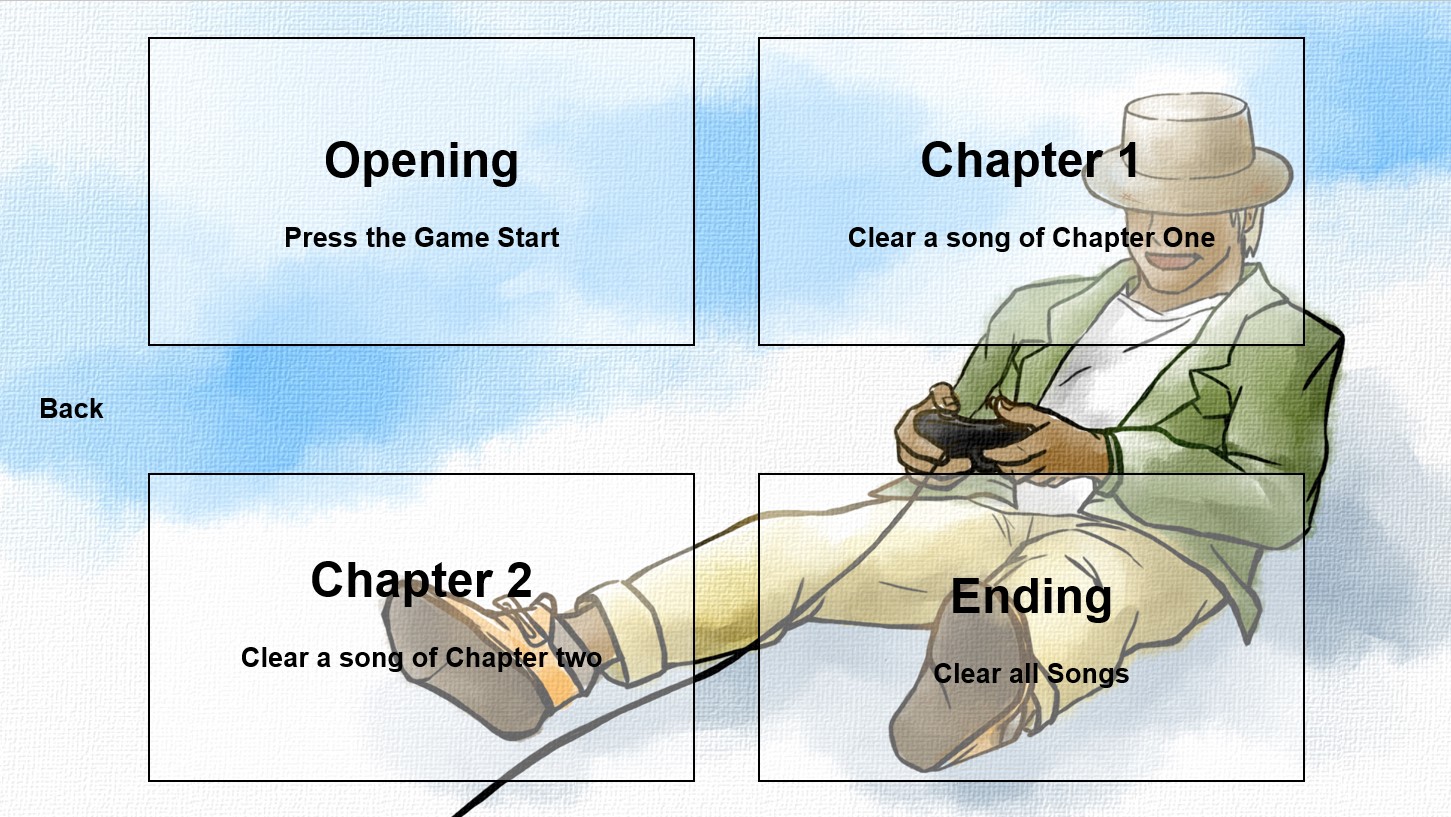 Opening
Press the Game Start
Chapter 1
Clear a song of Chapter One
Back
Chapter 2
Clear a song of Chapter two
Ending
Clear all Songs